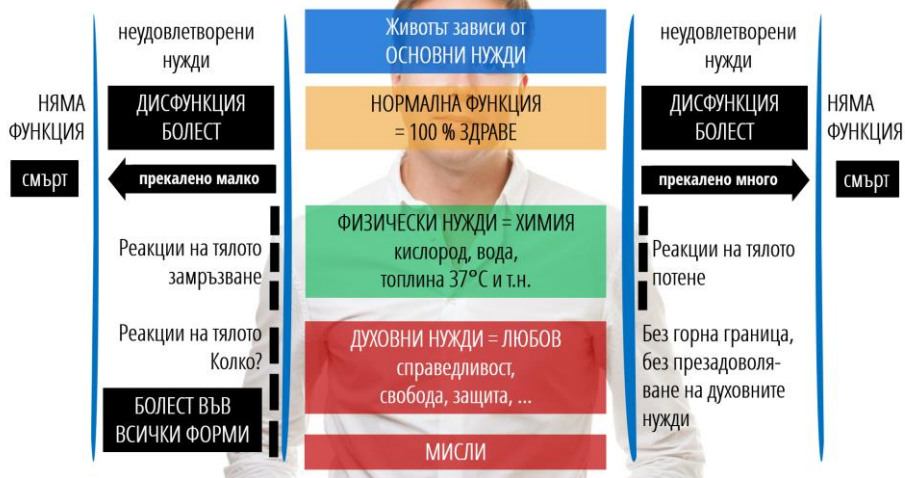 неудовлетворени
нужди
НЯМА
ФУНКЦИЯ
ДИСФУНКЦИЯ
БОЛЕСТ
смърт
прекалено малко
Реакции на тялото
замръзване
Реакции на тялото
Колко?
БОЛЕСТ ВЪВ
ВСИЧКИ ФОРМИ
Животът зависи от
ОСНОВНИ НУЖДИ
НОРМАЛНА ФУНКЦИЯ
= 100 % ЗДРАВЕ
ФИЗИЧЕСКИ НУЖДИ = ХИМИЯ
кислород, вода,
топлина 37°C и т.н.
ДУХОВНИ НУЖДИ = ЛЮБОВ
справедливост,
свобода, защита, ...
МИСЛИ
неудовлетворени
нужди
ДИСФУНКЦИЯ
БОЛЕСТ
НЯМА
ФУНКЦИЯ
прекалено много
смърт
Реакции на тялото
потене
Без горна граница,
без презадоволя-
ване на духовните
нужди